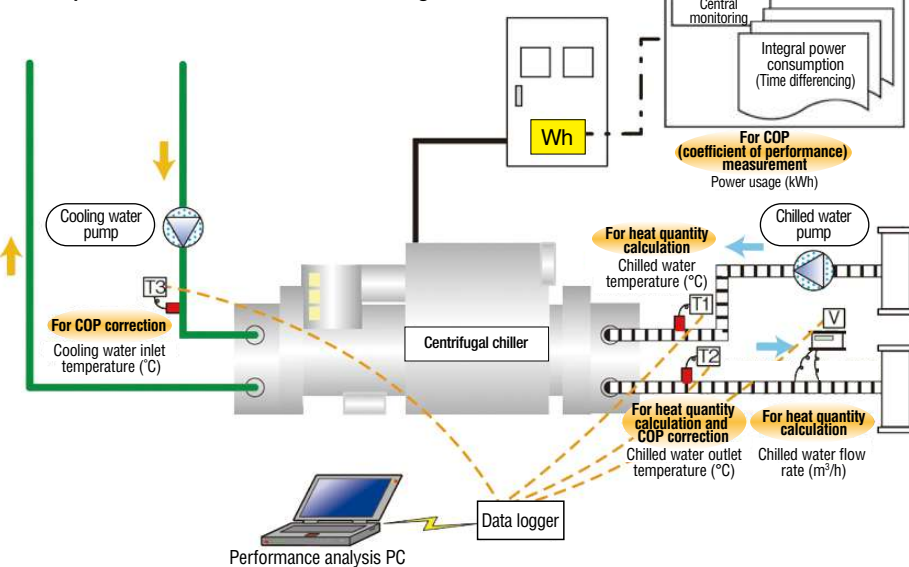 Central
monitoring
Integral power
consumption
(Time differencing)
Wh
For COP
(coefficient of performance)
measurement
Power usage (kWh)
Cooling water
pump
Chilled water
pump
For heat quantity
calculation
Chilled water
temperature (°C)
T3
T1
V
For COP correction
Cooling water inlet
temperature (°C)
Centrifugal chiller
T2
For heat quantity
calculation and
COP correction
Chilled water outlet
temperature (°C)
For heat quantity
calculation
Chilled water flow
rate (m³/h)
Data logger
Performance analysis PC